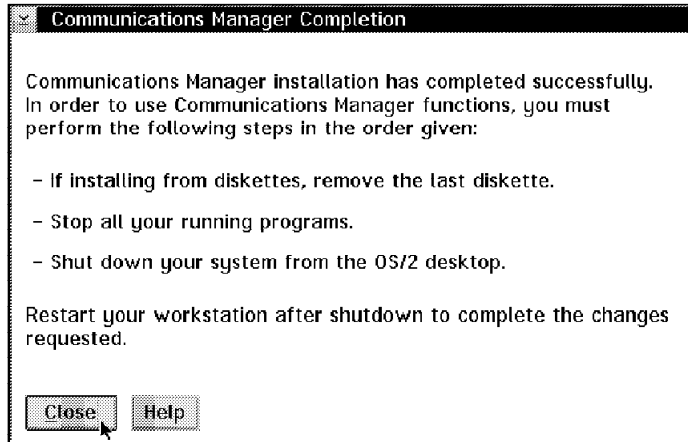 Communications Manager Completion
Communications Manager installation has completed successfully.
In order to use Communications Manager functions, you must
perform the following steps in the order given:
– If installing from diskettes, remove the last diskette.
– Stop all your running programs.
– Shut down your system from the OS/2 desktop.
Restart your workstation after shutdown to complete the changes
requested.
Close Help